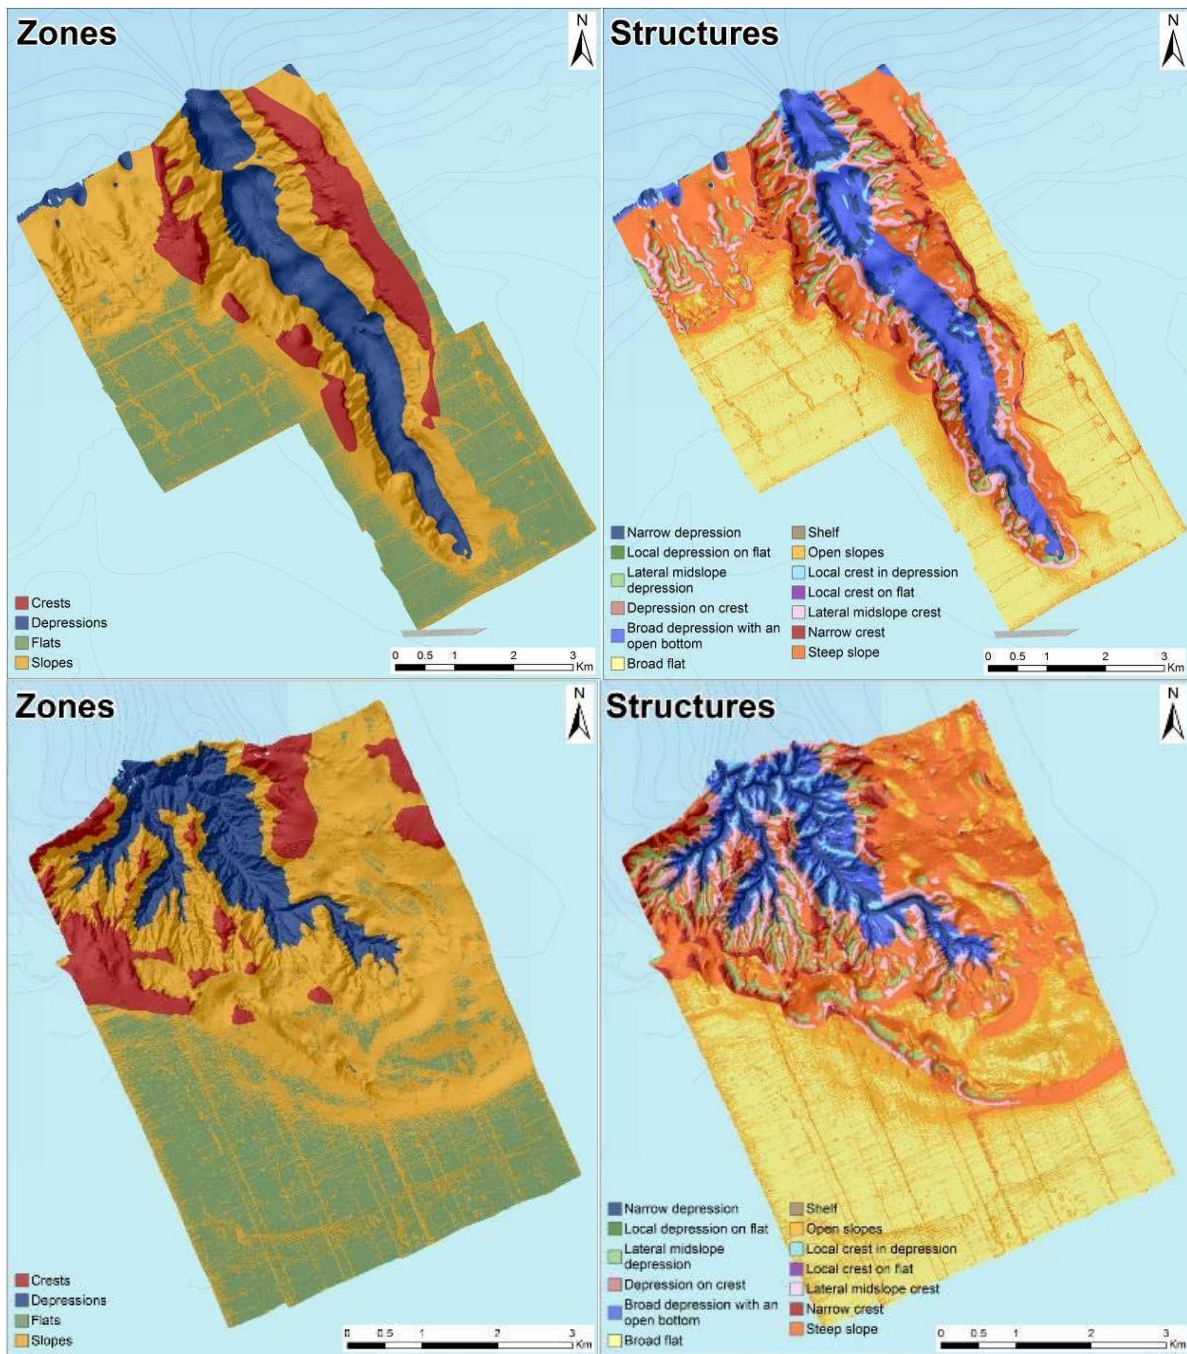 Zones
N
Crests
Depressions
Flats
Slopes
0 0.5 1 2 3
Km
Structures
N
Narrow depression
Local depression on flat
Lateral midslope
depression
Depression on crest
Broad depression with an
open bottom
Broad flat
Shelf
Open slopes
Local crest in depression
Local crest on flat
Lateral midslope crest
Narrow crest
Steep slope
0 0.5 1 2 3
Km
Zones
N
Crests
Depressions
Flats
Slopes
0 0.5 1 2 3
Km
Structures
N
Narrow depression
Local depression on flat
Lateral midslope
depression
Depression on crest
Broad depression with an
open bottom
Broad flat
Shelf
Open slopes
Local crest in depression
Local crest on flat
Lateral midslope crest
Narrow crest
Steep slope
0 0.5 1 2 3
Km